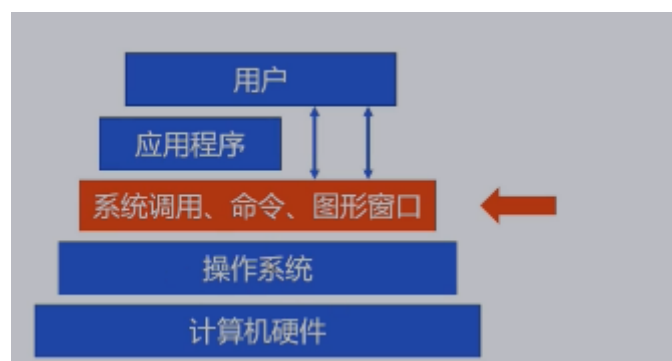 用户
应用程序
系统调用、命令、图形窗口
操作系统
计算机硬件